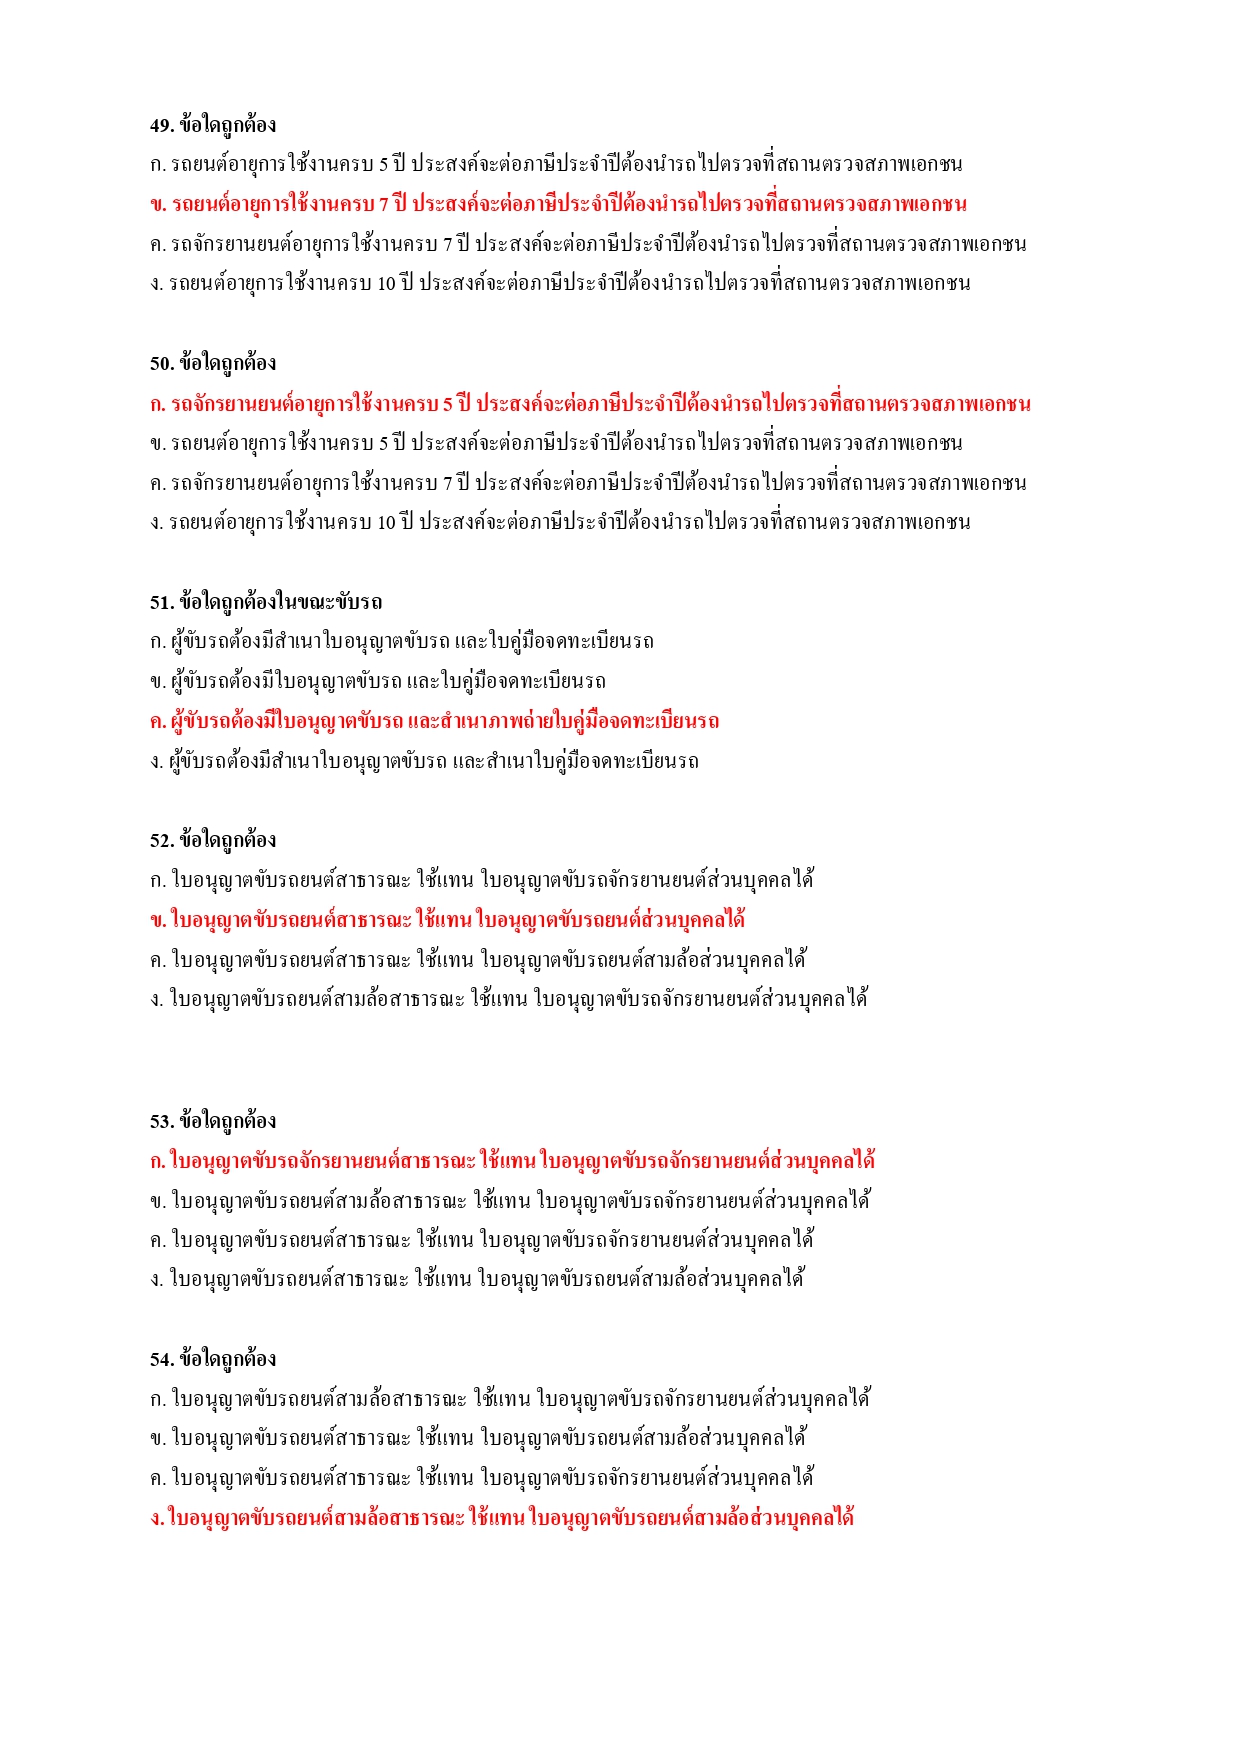 49. ข้อใดถูกต้อง
ก. รถยนต์อายุการใช้งานครบ 5 ปี ประสงค์จะต่อภาษีประจำปีต้องนำรถไปตรวจที่สถานตรวจสภาพเอกชน
ข. รถยนต์อายุการใช้งานครบ 7 ปี ประสงค์จะต่อภาษีประจำปีต้องนำรถไปตรวจที่สถานตรวจสภาพเอกชน
ค. รถจักรยานยนต์อายุการใช้งานครบ 7 ปี ประสงค์จะต่อภาษีประจำปีต้องนำรถไปตรวจที่สถานตรวจสภาพเอกชน
ง. รถยนต์อายุการใช้งานครบ 10 ปี ประสงค์จะต่อภาษีประจำปีต้องนำรถไปตรวจที่สถานตรวจสภาพเอกชน
50. ข้อใดถูกต้อง
ก. รถจักรยานยนต์อายุการใช้งานครบ 5 ปี ประสงค์จะต่อภาษีประจำปีต้องนำรถไปตรวจที่สถานตรวจสภาพเอกชน
ข. รถยนต์อายุการใช้งานครบ 5 ปี ประสงค์จะต่อภาษีประจำปีต้องนำรถไปตรวจที่สถานตรวจสภาพเอกชน
ค. รถจักรยานยนต์อายุการใช้งานครบ 7 ปี ประสงค์จะต่อภาษีประจำปีต้องนำรถไปตรวจที่สถานตรวจสภาพเอกชน
ง. รถยนต์อายุการใช้งานครบ 10 ปี ประสงค์จะต่อภาษีประจำปีต้องนำรถไปตรวจที่สถานตรวจสภาพเอกชน
51. ข้อใดถูกต้องในขณะขับรถ
ก. ผู้ขับรถต้องมีสำเนาใบอนุญาตขับรถ และใบคู่มือจดทะเบียนรถ
ข. ผู้ขับรถต้องมีใบอนุญาตขับรถ และใบคู่มือจดทะเบียนรถ
ค. ผู้ขับรถต้องมีใบอนุญาตขับรถ และสำเนาภาพถ่ายใบคู่มือจดทะเบียนรถ
ง. ผู้ขับรถต้องมีสำเนาใบอนุญาตขับรถ และสำเนาใบคู่มือจดทะเบียนรถ
52. ข้อใดถูกต้อง
ก. ใบอนุญาตขับรถยนต์สาธารณะ ใช้แทน ใบอนุญาตขับรถจักรยานยนต์ส่วนบุคคลได้
ข. ใบอนุญาตขับรถยนต์สาธารณะ ใช้แทน ใบอนุญาตขับรถยนต์ส่วนบุคคลได้
ค. ใบอนุญาตขับรถยนต์สาธารณะ ใช้แทน ใบอนุญาตขับรถยนต์สามล้อส่วนบุคคลได้
ง. ใบอนุญาตขับรถยนต์สามล้อสาธารณะ ใช้แทน ใบอนุญาตขับรถจักรยานยนต์ส่วนบุคคลได้
53. ข้อใดถูกต้อง
ก. ใบอนุญาตขับรถจักรยานยนต์สาธารณะ ใช้แทน ใบอนุญาตขับรถจักรยานยนต์ส่วนบุคคลได้
ข. ใบอนุญาตขับรถยนต์สามล้อสาธารณะ ใช้แทน ใบอนุญาตขับรถจักรยานยนต์ส่วนบุคคลได้
ค. ใบอนุญาตขับรถยนต์สาธารณะ ใช้แทน ใบอนุญาตขับรถจักรยานยนต์ส่วนบุคคลได้
ง. ใบอนุญาตขับรถยนต์สาธารณะ ใช้แทน ใบอนุญาตขับรถยนต์สามล้อส่วนบุคคลได้
54. ข้อใดถูกต้อง
ก. ใบอนุญาตขับรถยนต์สามล้อสาธารณะ ใช้แทน ใบอนุญาตขับรถจักรยานยนต์ส่วนบุคคลได้
ข. ใบอนุญาตขับรถยนต์สาธารณะ ใช้แทน ใบอนุญาตขับรถยนต์สามล้อส่วนบุคคลได้
ค. ใบอนุญาตขับรถยนต์สาธารณะ ใช้แทน ใบอนุญาตขับรถจักรยานยนต์ส่วนบุคคลได้
ง. ใบอนุญาตขับรถยนต์สามล้อสาธารณะ ใช้แทน ใบอนุญาตขับรถยนต์สามล้อส่วนบุคคลได้